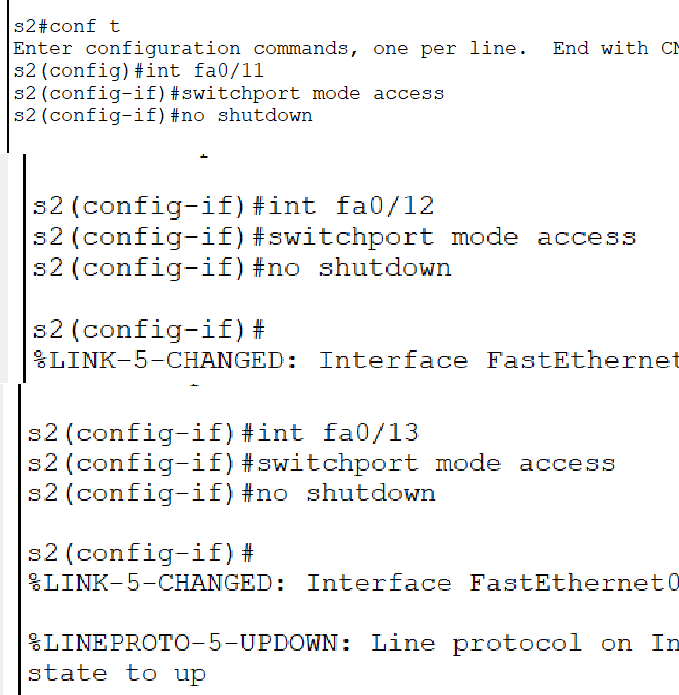 s2#conf t
Enter configuration commands, one per line.  End with
s2(config)#int fa0/11
s2(config-if)#switchport mode access
s2(config-if)#no shutdown
s2(config-if)#int fa0/12
s2(config-if)#switchport mode access
s2(config-if)#no shutdown
s2(config-if)#
%LINK-5-CHANGED: Interface FastEthernet
s2(config-if)#int fa0/13
s2(config-if)#switchport mode access
s2(config-if)#no shutdown
s2(config-if)#
%LINK-5-CHANGED: Interface FastEthernet0
%LINEPROTO-5-UPDOWN: Line protocol on In
state to up